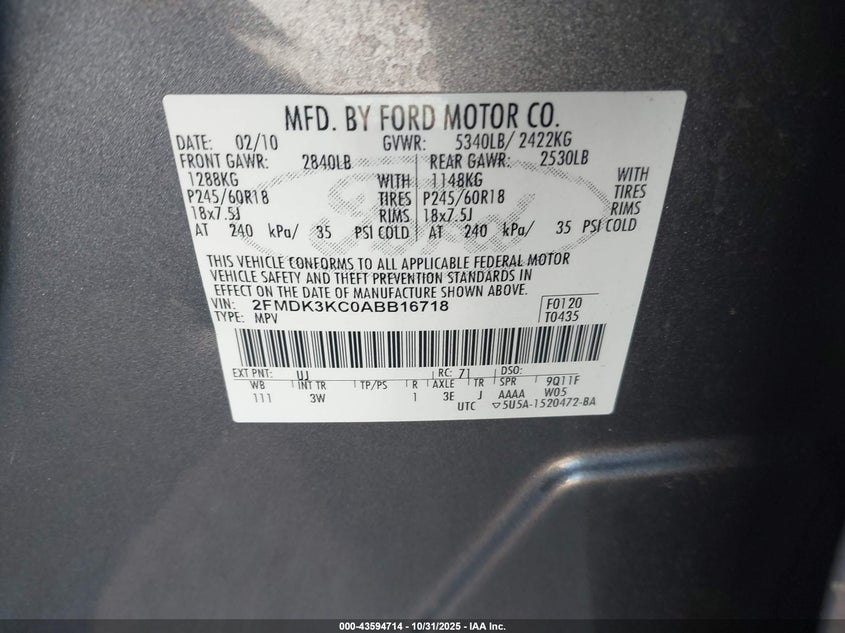 MFD. BY FORD MOTOR CO.
DATE: 02/10 GVWR: 5340LB/ 2422KG
FRONT GAWR: 2840LB REAR GAWR: 2530LB
1288KG WITH 1148KG WITH
P245/60R18 TIRES P245/60R18 TIRES
18x7.5J RIMS 18x7.5J RIMS
AT 240 kPa/ 35 PSI COLD AT 240 kPa/ 35 PSI COLD
Ford
THIS VEHICLE CONFORMS TO ALL APPLICABLE FEDERAL MOTOR
VEHICLE SAFETY AND THEFT PREVENTION STANDARDS IN
EFFECT ON THE DATE OF MANUFACTURE SHOWN ABOVE.
VIN: 2FMDK3KC0ABB16718 F0120
TYPE: MPV T0435
EXT PNT: UJ RC: 71 DSO:
WB INT TR TP/PS R AXLE TR SPR 9Q11F
111 3W 1 3E J AAAA W05
UTC ▽5U5A-1520472-BA
000-43594714 - 10/31/2025 - IAA Inc.